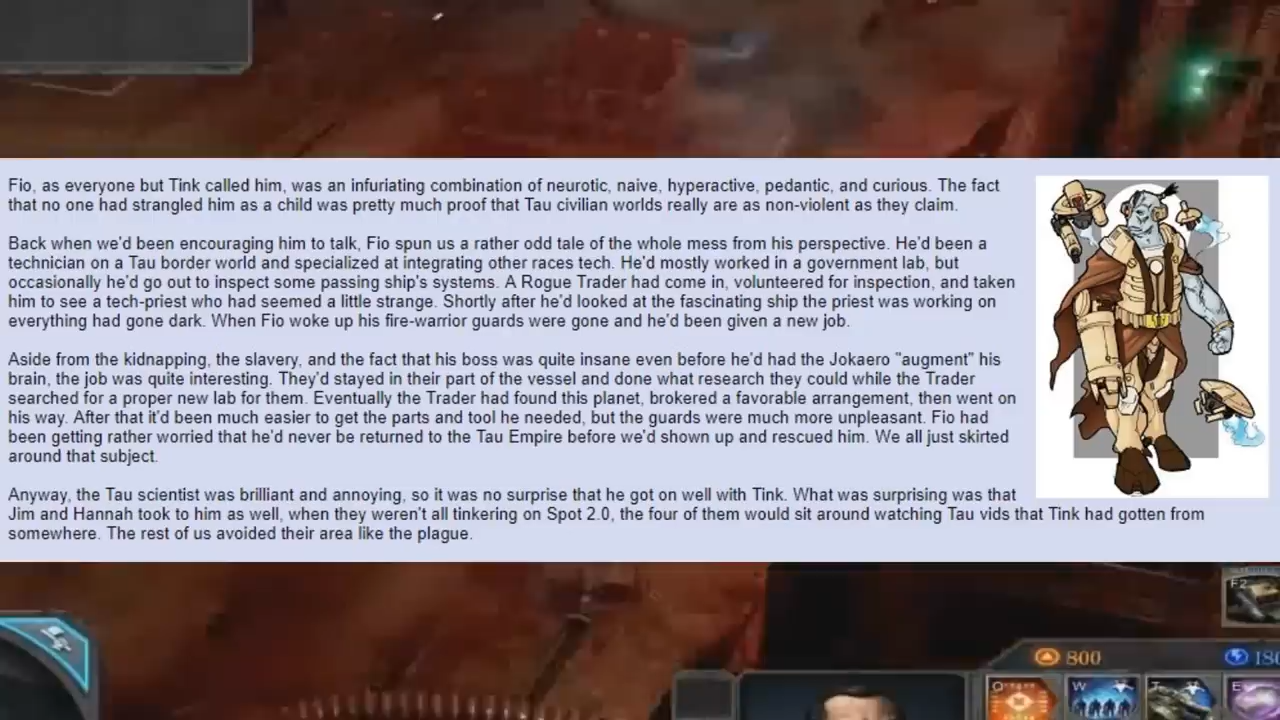 Fio, as everyone but Tink called him, was an infuriating combination of neurotic, naive, hyperactive, pedantic, and curious. The fact
that no one had strangled him as a child was pretty much proof that Tau civilian worlds really are as non-violent as they claim.
Back when we'd been encouraging him to talk, Fio spun us a rather odd tale of the whole mess from his perspective. He'd been a
technician on a Tau border world and specialized at integrating other races tech. He'd mostly worked in a government lab, but
occasionally he'd go out to inspect some passing ship's systems. A Rogue Trader had come in, volunteered for inspection, and taken
him to see a tech-priest who had seemed a little strange. Shortly after he'd looked at the fascinating ship the priest was working on
everything had gone dark. When Fio woke up his fire-warrior guards were gone and he'd been given a new job.
Aside from the kidnapping, the slavery, and the fact that his boss was quite insane even before he'd had the Jokaero "augment" his
brain, the job was quite interesting. They'd stayed in their part of the vessel and done what research they could while the Trader
searched for a proper new lab for them. Eventually the Trader had found this planet, brokered a favorable arrangement, then went on
his way. After that it'd been much easier to get the parts and tool he needed, but the guards were much more unpleasant. Fio had
been getting rather worried that he'd never be returned to the Tau Empire before we'd shown up and rescued him. We all just skirted
around that subject.
Anyway, the Tau scientist was brilliant and annoying, so it was no surprise that he got on well with Tink. What was surprising was that
Jim and Hannah took to him as well, when they weren't all tinkering on Spot 2.0, the four of them would sit around watching Tau vids that Tink had gotten from
somewhere. The rest of us avoided their area like the plague.
F2
800 180
Q W T E